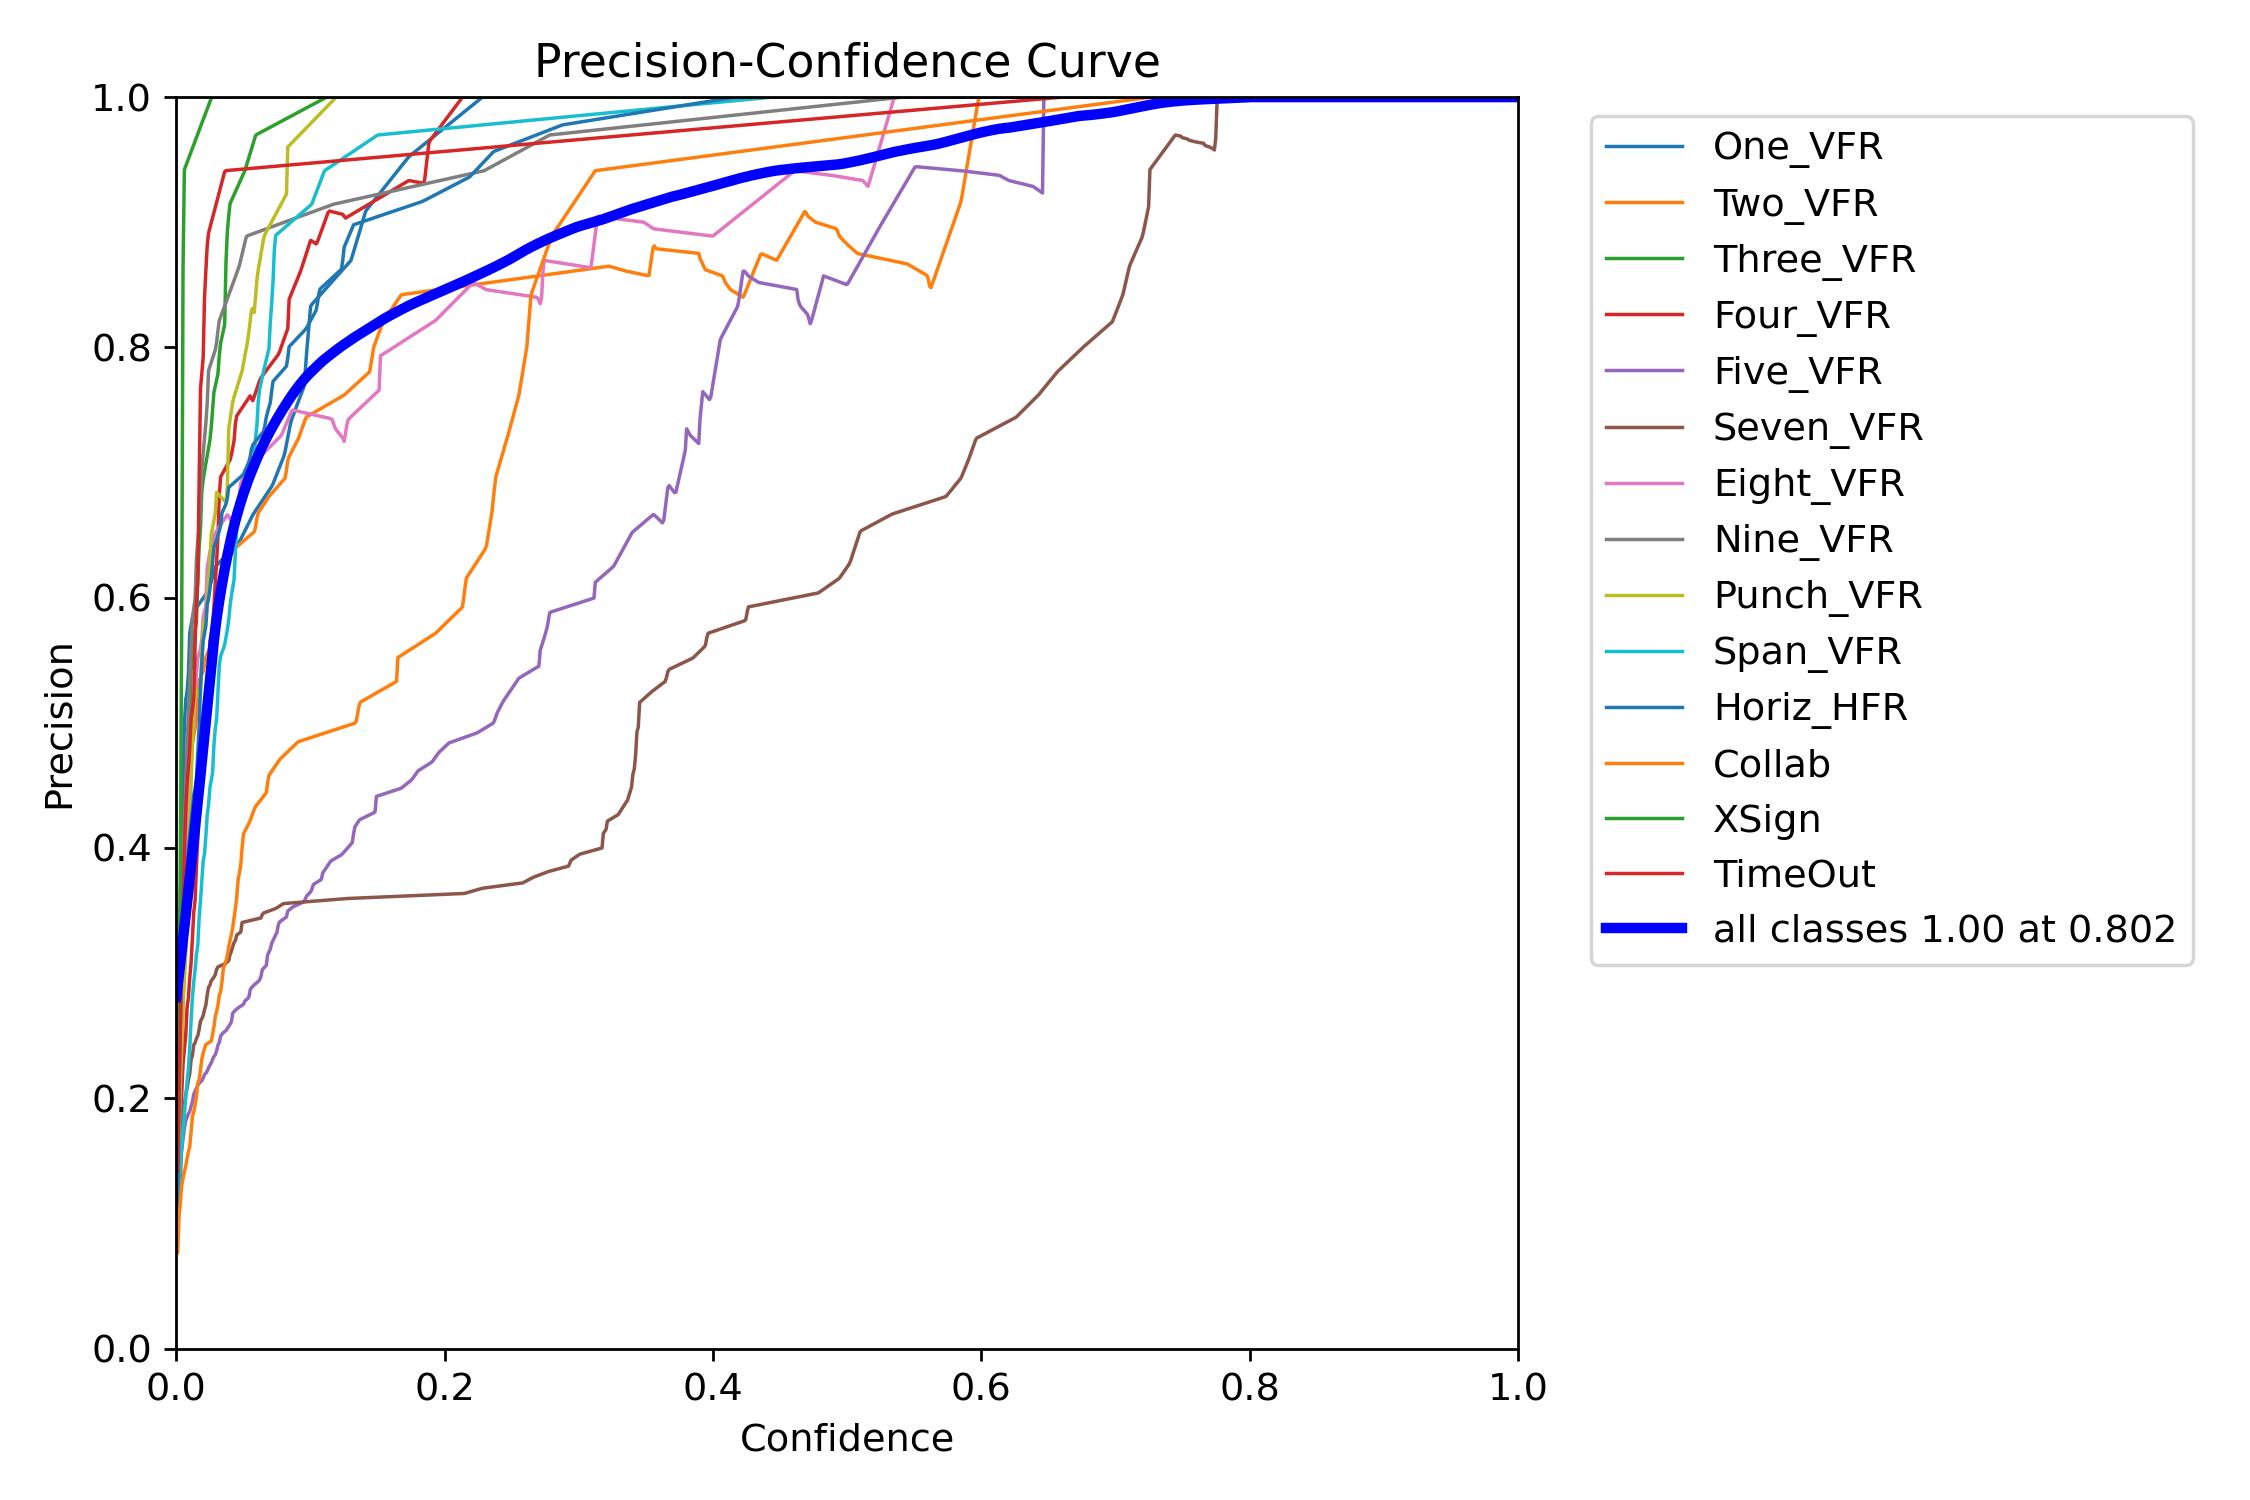 Precision-Confidence Curve
1.0
0.8
0.6
0.4
0.2
0.0
Precision
0.0 0.2 0.4 0.6 0.8 1.0
Confidence
One_VFR
Two_VFR
Three_VFR
Four_VFR
Five_VFR
Seven_VFR
Eight_VFR
Nine_VFR
Punch_VFR
Span_VFR
Horiz_HFR
Collab
XSign
TimeOut
all classes 1.00 at 0.802